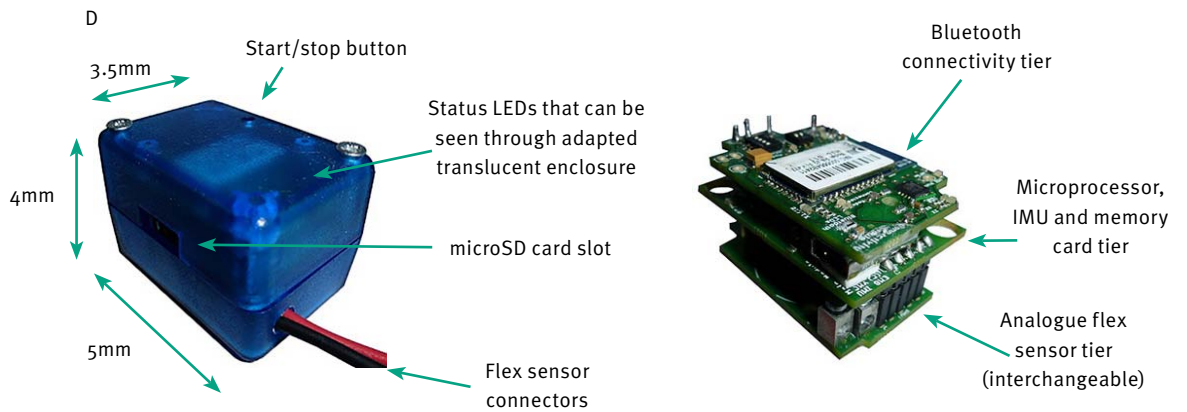 D
Start/stop button
3.5mm
Status LEDs that can be
seen through adapted
translucent enclosure
4mm
microSD card slot
5mm
Flex sensor
connectors
Bluetooth
connectivity tier
Microprocessor,
IMU and memory
card tier
Analogue flex
sensor tier
(interchangeable)